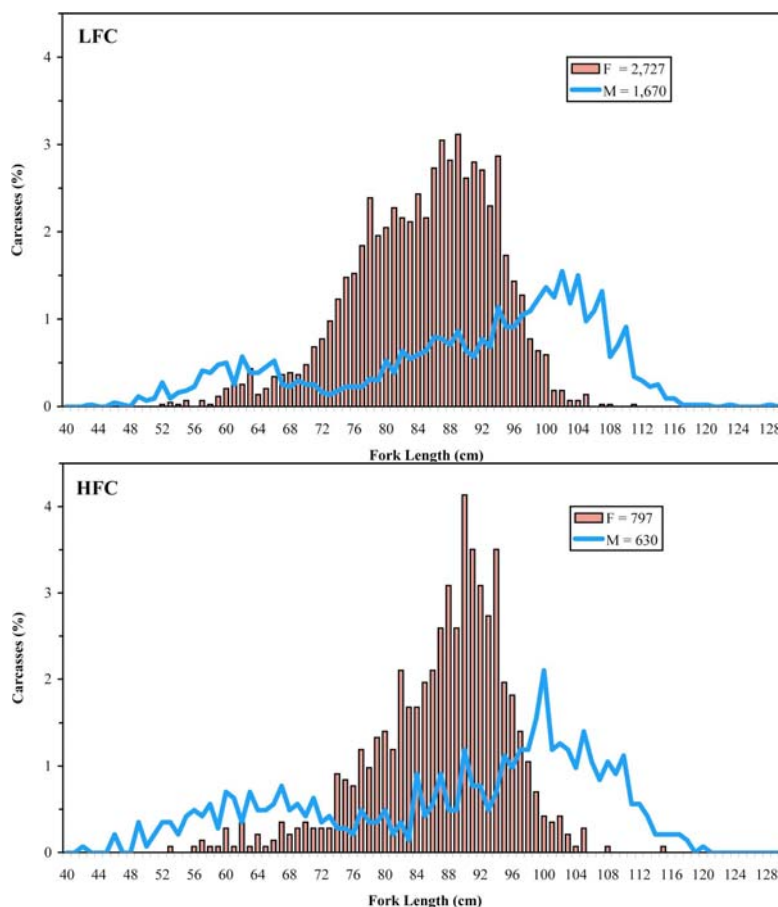 LFC
F = 2,727
M = 1,670
4
3
2
1
0
Carcasses (%)
40 44 48 52 56 60 64 68 72 76 80 84 88 92 96 100 104 108 112 116 120 124 128
Fork Length (cm)
HFC
F = 797
M = 630
4
3
2
1
0
Carcasses (%)
40 44 48 52 56 60 64 68 72 76 80 84 88 92 96 100 104 108 112 116 120 124 128
Fork Length (cm)